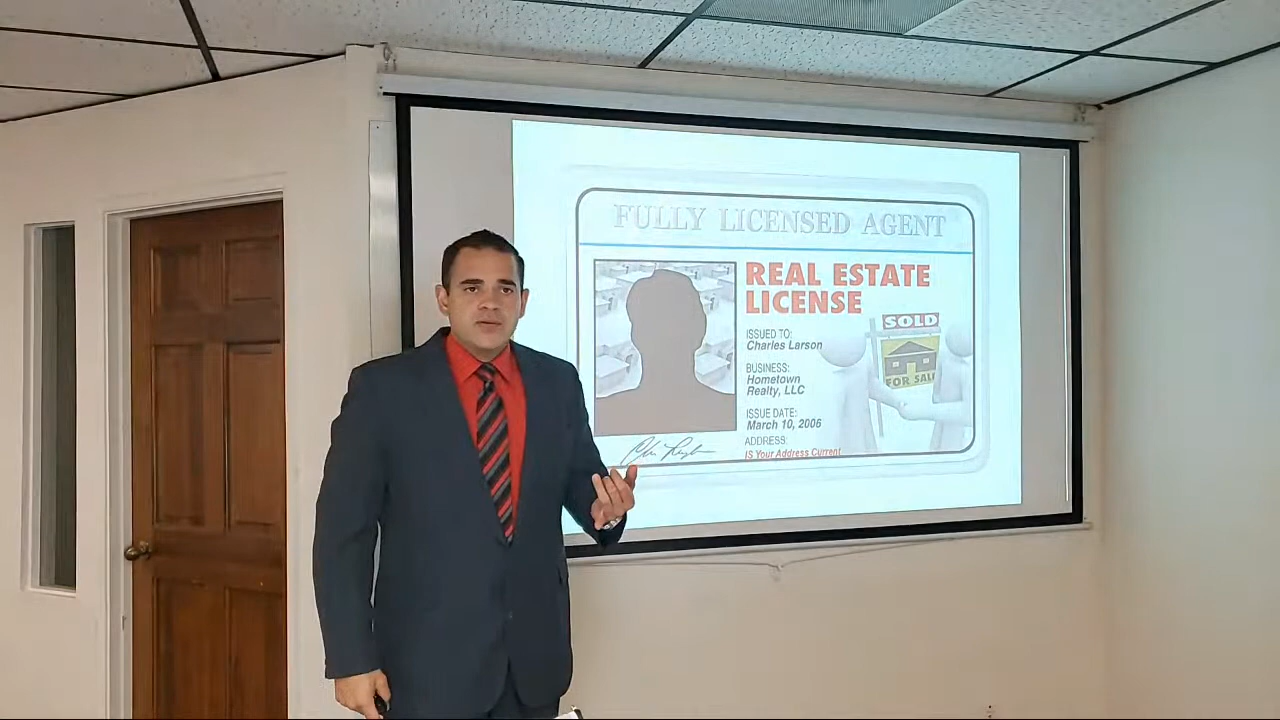 FULLY LICENSED AGENT
REAL ESTATE
LICENSE
ISSUED TO:
Charles Larson
BUSINESS:
Hometown
Realty, LLC
ISSUE DATE:
March 10, 2006
ADDRESS:
IS Your Address Current
SOLD
FOR SALE